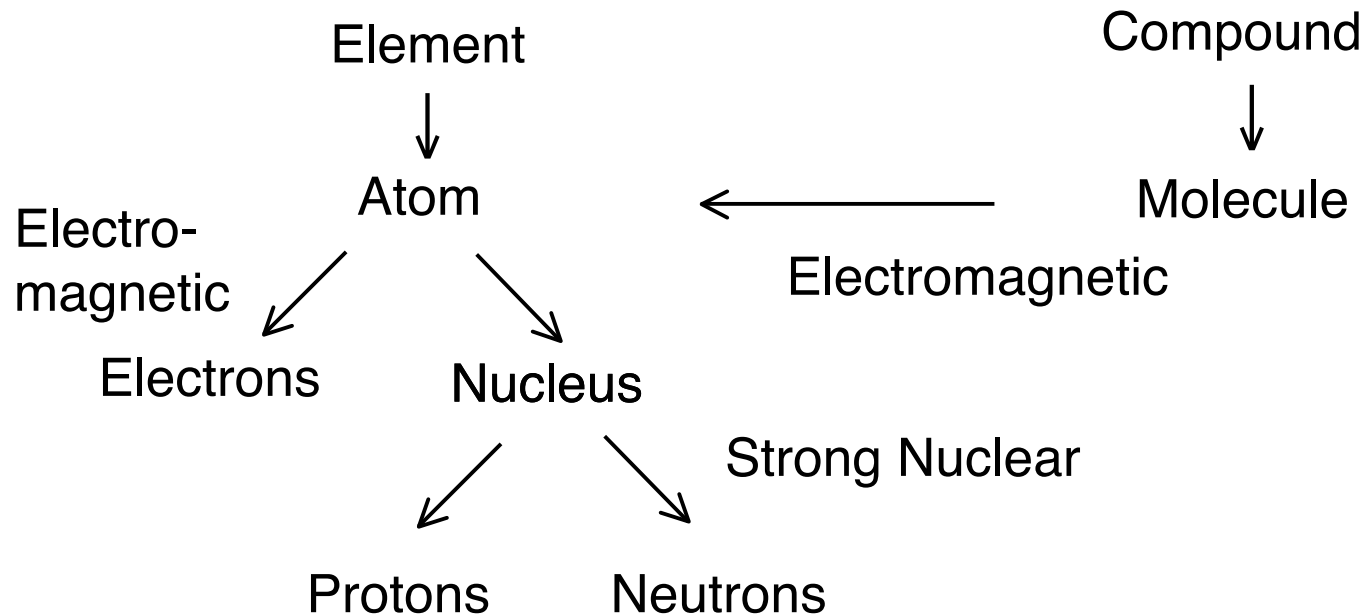 Element
Compound
Atom
Molecule
Electro-
magnetic
Electromagnetic
Electrons
Nucleus
Strong Nuclear
Protons
Neutrons